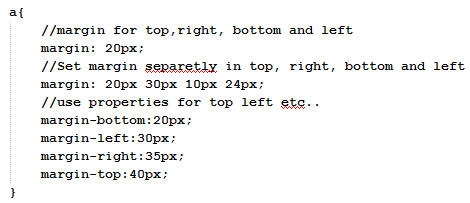 a{
//margin for top,right, bottom and left
margin: 20px;
//Set margin separetly in top, right, bottom and left
margin: 20px 30px 10px 24px;
//use properties for top left etc..
margin-bottom:20px;
margin-left:30px;
margin-right:35px;
margin-top:40px;
}